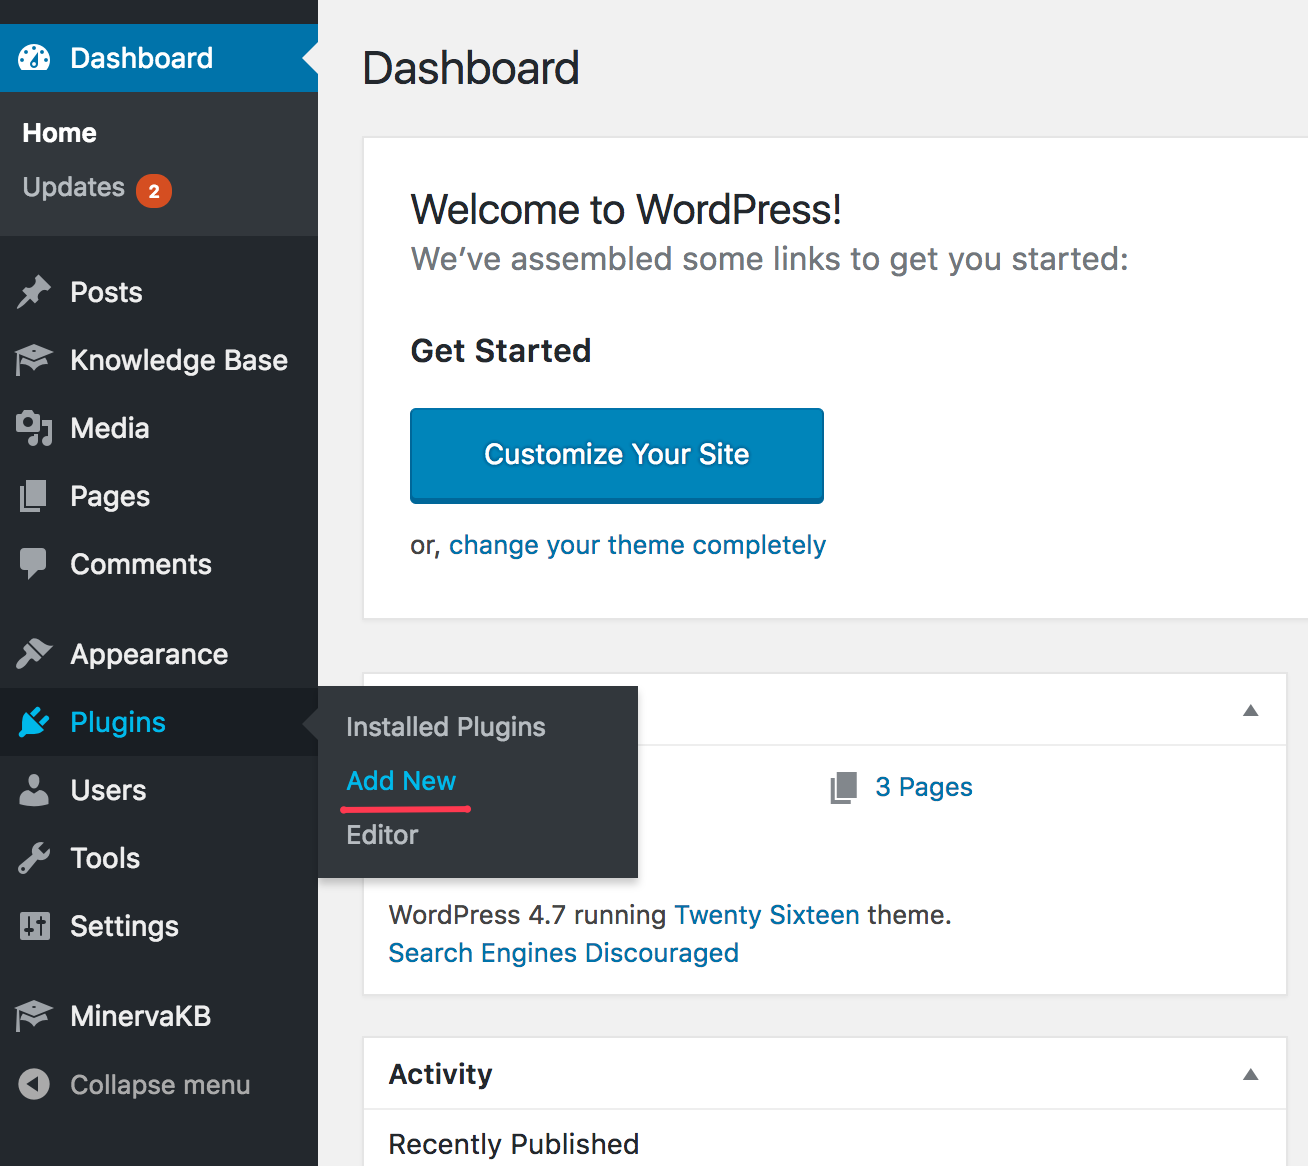 Dashboard
Home
Updates 2
Posts
Knowledge Base
Media
Pages
Comments
Appearance
Plugins
Users
Tools
Settings
MinervaKB
Collapse menu
Installed Plugins
Add New
Editor
Dashboard
Welcome to WordPress!
We’ve assembled some links to get you started:
Get Started
Customize Your Site
or, change your theme completely
3 Pages
WordPress 4.7 running Twenty Sixteen theme.
Search Engines Discouraged
Activity
Recently Published